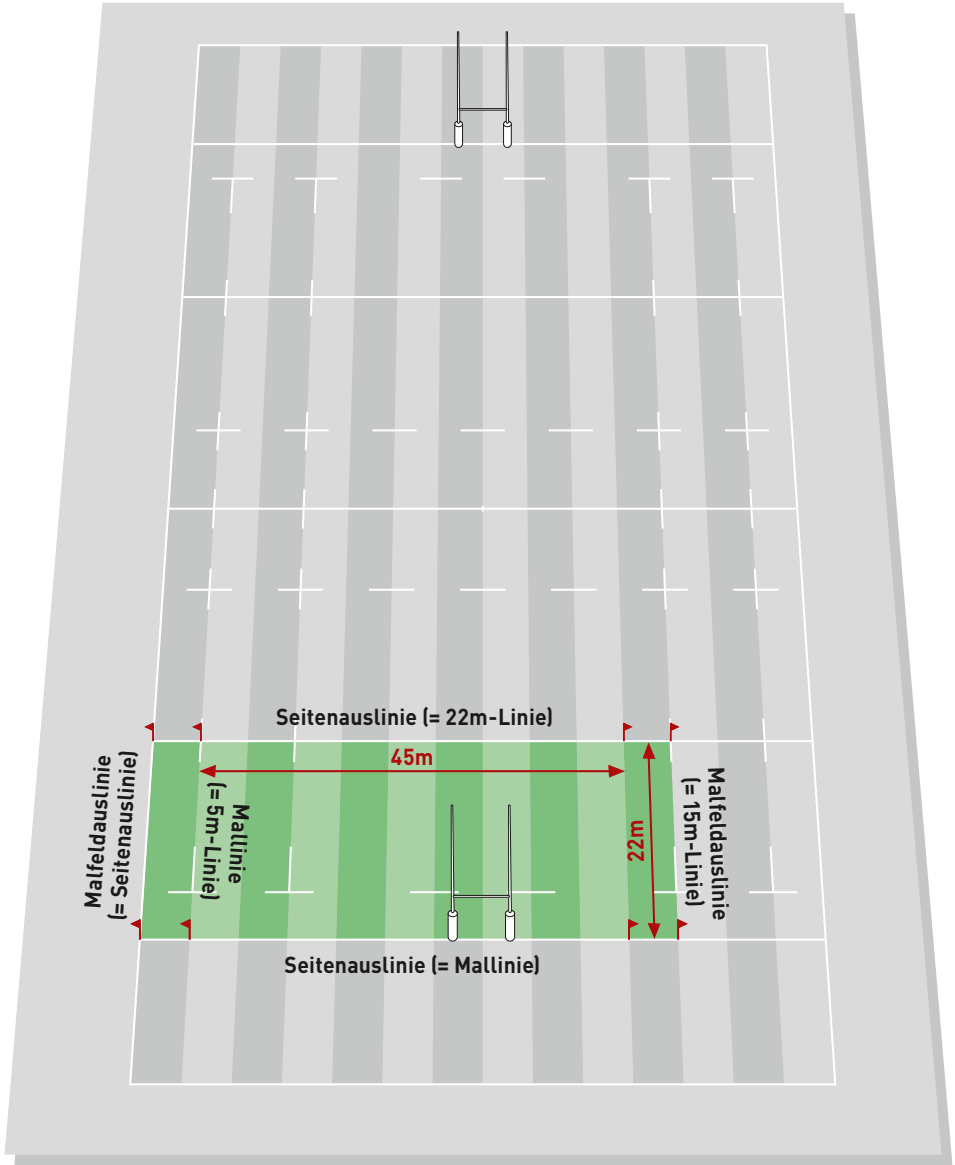 Seitenauslinie (= 22m-Linie)
45m
Malfeldauslinie
(= Seitenauslinie)
Mallinie
(= 5m-Linie)
22m
Malfeldauslinie
(= 15m-Linie)
Seitenauslinie (= Mallinie)